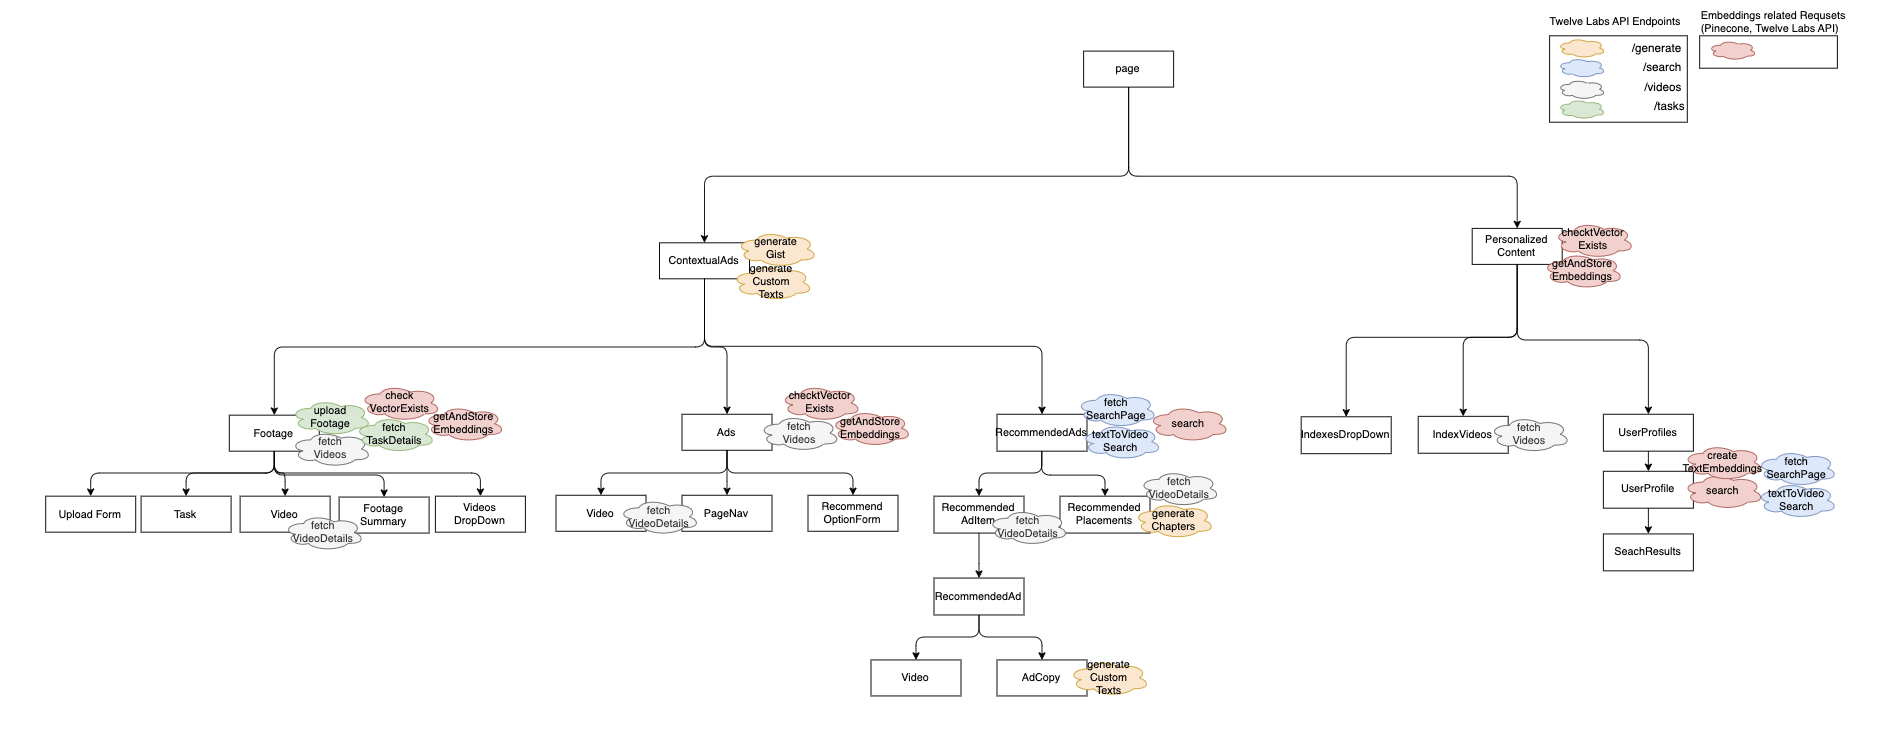 Twelve Labs API Endpoints
/generate
/search
/videos
/tasks
Embeddings related Requsets
(Pinecone, Twelve Labs API)
page
ContextualAds
generate
Gist
generate
Custom
Texts
Personalized
Content
checktVector
Exists
getAndStore
Embeddings
Footage
upload
Footage
fetch
Videos
check
VectorExists
fetch
TaskDetails
getAndStore
Embeddings
Ads
checktVector
Exists
fetch
Videos
getAndStore
Embeddings
RecommendedAds
fetch
SearchPage
textToVideo
Search
search
IndexesDropDown
IndexVideos
fetch
Videos
UserProfiles
Upload Form
Task
Video
fetch
VideoDetails
Footage
Summary
Videos
DropDown
Video
fetch
VideoDetails
PageNav
Recommend
OptionForm
Recommended
AdItem
fetch
VideoDetails
Recommended
Placements
fetch
VideoDetails
generate
Chapters
UserProfile
create
TextEmbeddings
search
fetch
SearchPage
textToVideo
Search
SeachResults
RecommendedAd
Video
AdCopy
generate
Custom
Texts